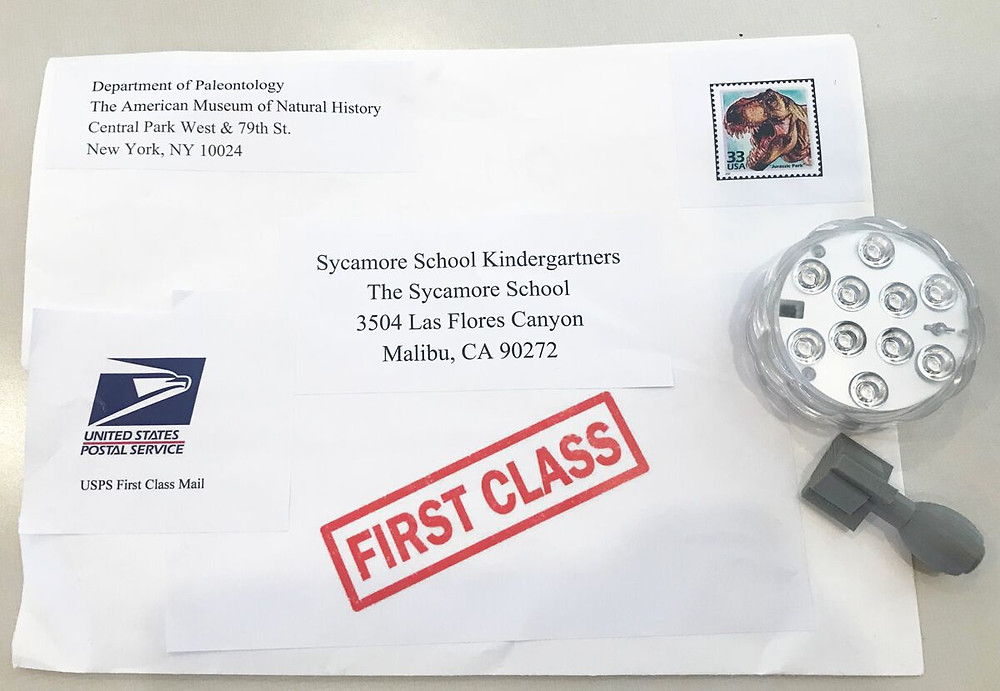 Department of Paleontology
The American Museum of Natural History
Central Park West & 79th St.
New York, NY 10024
33
USA
"Jurassic Park"
Sycamore School Kindergartners
The Sycamore School
3504 Las Flores Canyon
Malibu, CA 90272
UNITED STATES
POSTAL SERVICE
USPS First Class Mail
FIRST CLASS